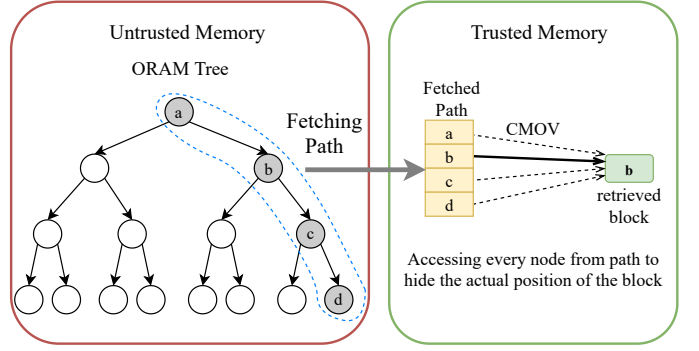 Untrusted Memory
ORAM Tree
a
b
c
d
Fetching
Path
Trusted Memory
Fetched
Path
a
b
c
d
CMOV
b
retrieved
block
Accessing every node from path to
hide the actual position of the block